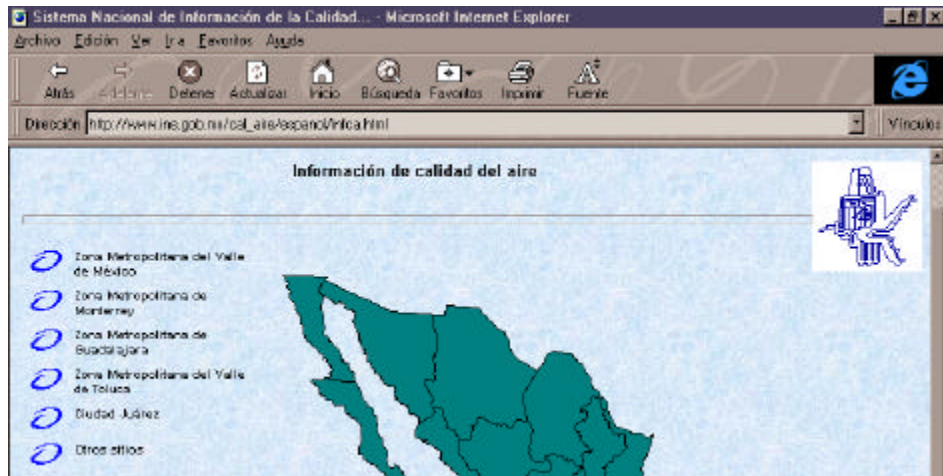 Sistema Nacional de Información de la Calidad... - Microsoft Internet Explorer
Archivo Edición Ver Ir a Favoritos Ayuda
Atrás Adelante Detener Actualizar Inicio Búsqueda Favoritos Imprimir Fuente
Dirección http://www.ine.gob.mx/cal_aire/espanol/infca.html Vínculos
Información de calidad del aire
Zona Metropolitana del Valle
de México
Zona Metropolitana de
Monterrey
Zona Metropolitana de
Guadalajara
Zona Metropolitana del Valle
de Toluca
Ciudad Juárez
Otros sitios